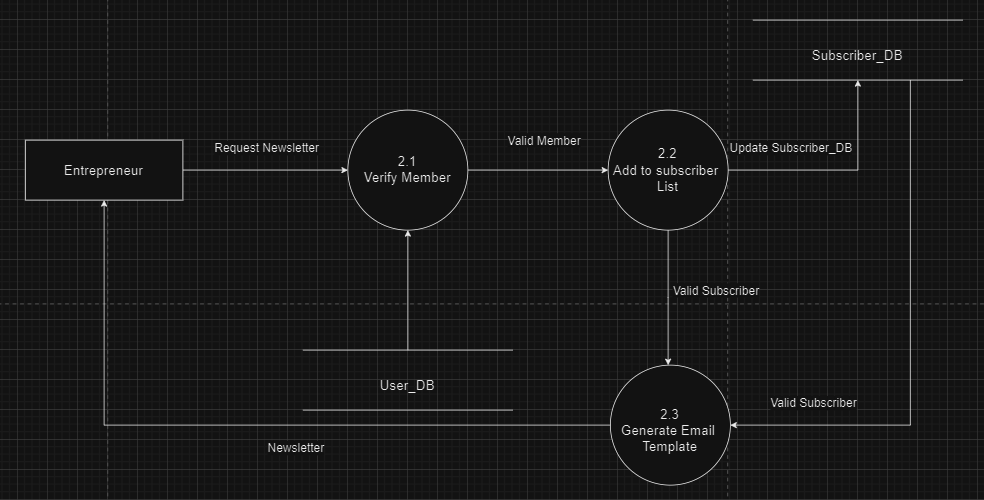 Subscriber_DB
Request Newsletter
Valid Member
Update Subscriber_DB
Entrepreneur
2.1
Verify Member
2.2
Add to subscriber
List
Valid Subscriber
User_DB
Valid Subscriber
2.3
Generate Email
Template
Newsletter